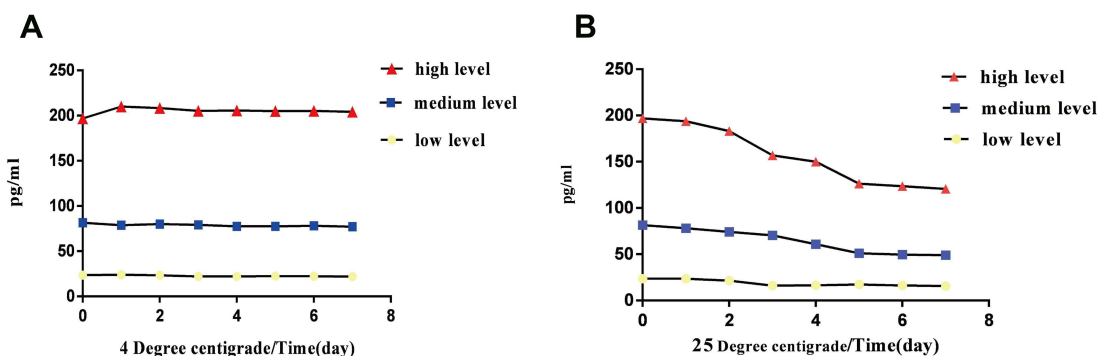 A
250
200
150
100
50
0
pg/ml
0
2
4
6
8
4 Degree centigrade/Time(day)
high level
medium level
low level
B
250
200
150
100
50
0
pg/ml
0
2
4
6
8
25 Degree centigrade/Time(day)
high level
medium level
low level